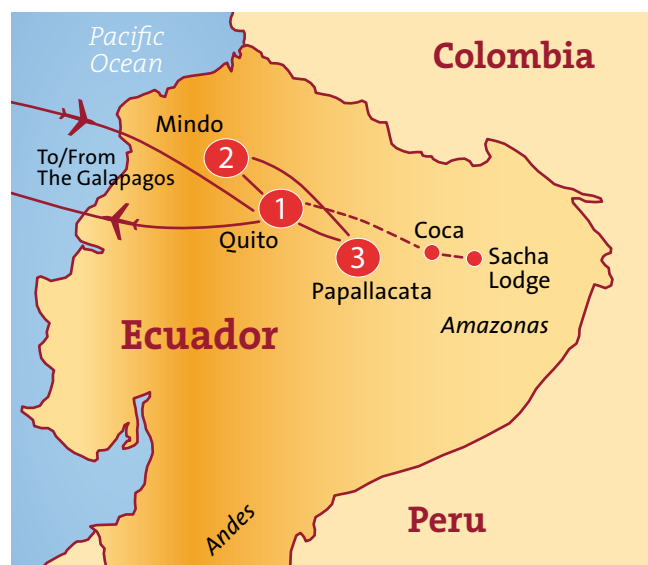 Pacific
Ocean
Colombia
Mindo
2
To/From
The Galapagos
1
Quito
Coca
3
Sacha
Lodge
Papallacata
Amazonas
Ecuador
Andes
Peru